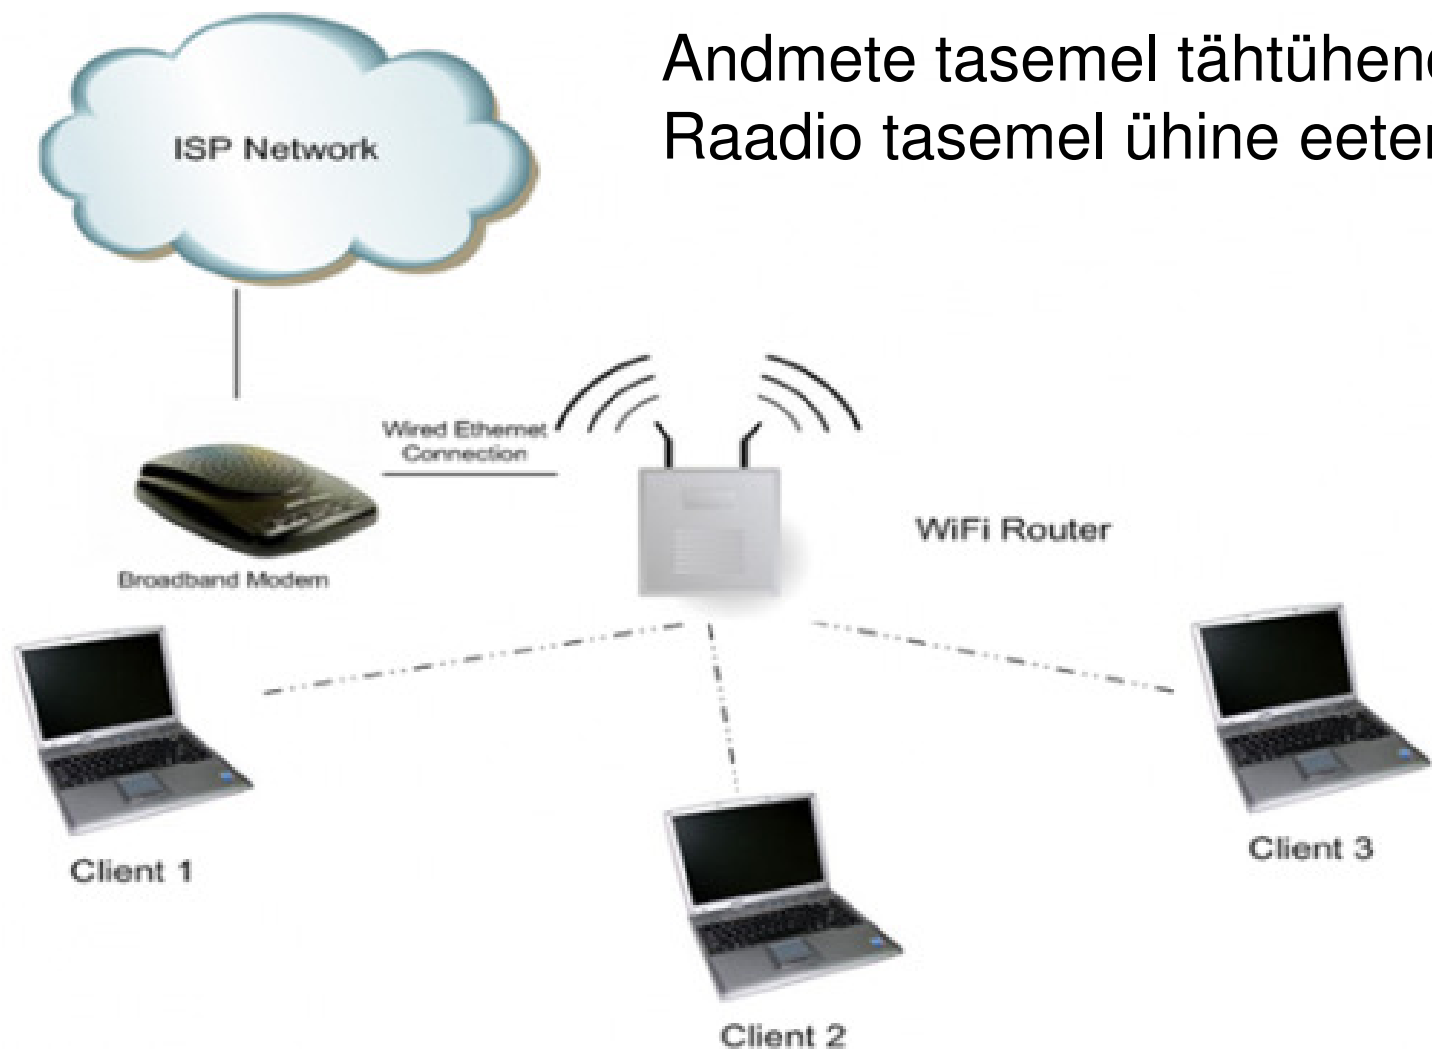 Andmete tasemel tähtühend
Raadio tasemel ühine eeter
ISP Network
Wired Ethernet
Connection
WiFi Router
Broadband Modem
Client 1
Client 3
Client 2